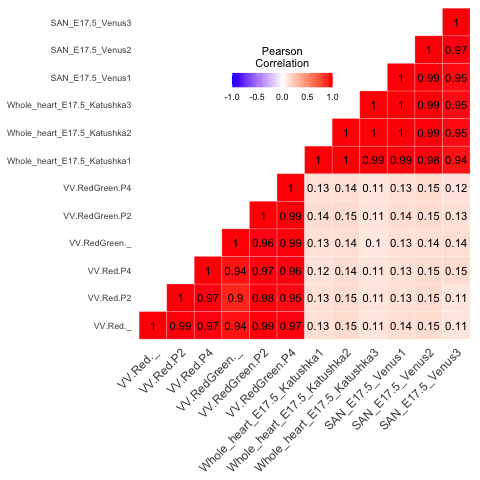 SAN_E17.5_Venus3 1
SAN_E17.5_Venus2 1 0.97
Pearson
Correlation
-1.0 -0.5 0.0 0.5 1.0
SAN_E17.5_Venus1 1 0.99 0.95
Whole_heart_E17.5_Katushka3 1 1 0.99 0.95
Whole_heart_E17.5_Katushka2 1 1 1 0.99 0.95
Whole_heart_E17.5_Katushka1 1 1 0.99 0.99 0.98 0.94
VV.RedGreen.P4 1 0.13 0.14 0.11 0.13 0.15 0.12
VV.RedGreen.P2 1 0.99 0.14 0.15 0.11 0.14 0.15 0.13
VV.RedGreen._ 1 0.96 0.99 0.13 0.14 0.1 0.13 0.14 0.14
VV.Red.P4 1 0.94 0.97 0.96 0.12 0.14 0.11 0.13 0.15 0.15
VV.Red.P2 1 0.97 0.9 0.98 0.95 0.13 0.15 0.11 0.13 0.15 0.11
VV.Red._ 1 0.99 0.97 0.94 0.99 0.97 0.13 0.15 0.11 0.14 0.15 0.11
VV.Red._
VV.Red.P2
VV.Red.P4
VV.RedGreen._
VV.RedGreen.P2
VV.RedGreen.P4
Whole_heart_E17.5_Katushka1
Whole_heart_E17.5_Katushka2
Whole_heart_E17.5_Katushka3
SAN_E17.5_Venus1
SAN_E17.5_Venus2
SAN_E17.5_Venus3